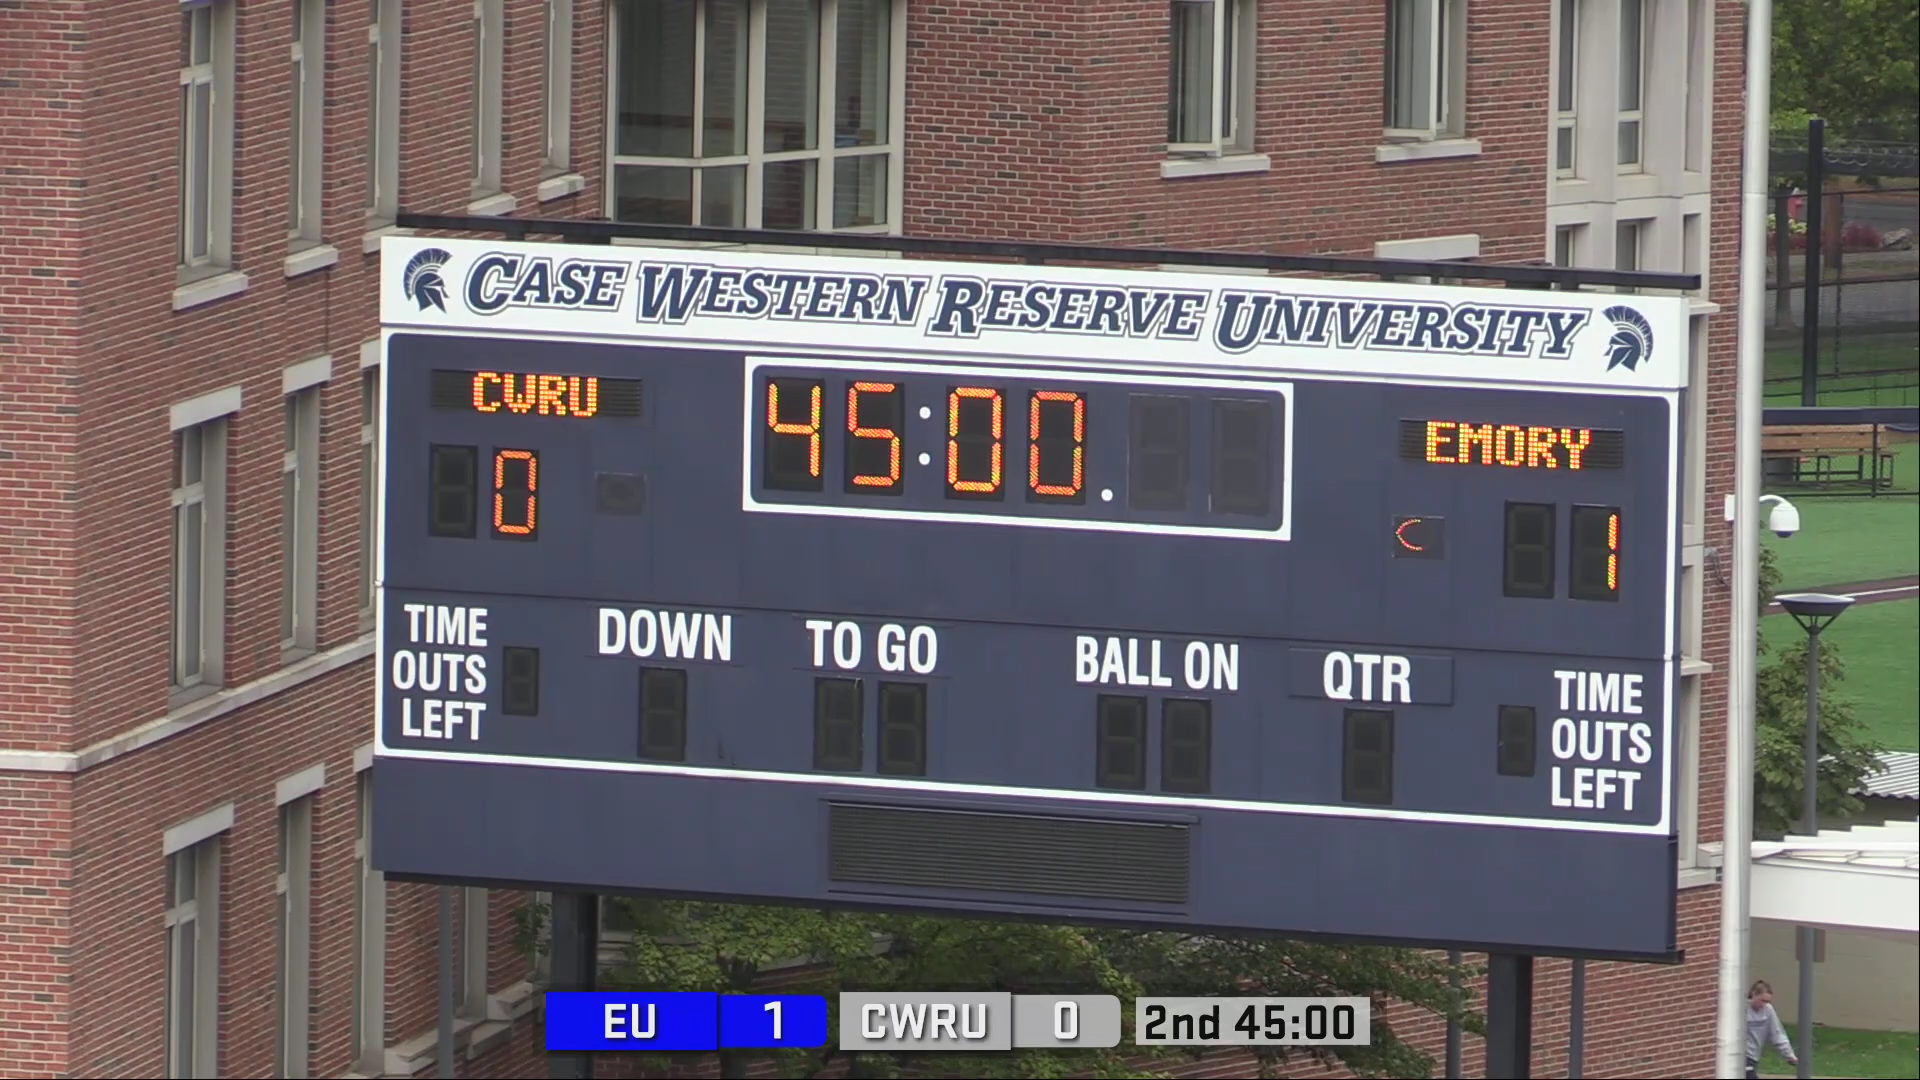 CASE WESTERN RESERVE UNIVERSITY
CWRU
45:00.
EMORY
0
1
TIME
OUTS
LEFT
DOWN
TO GO
BALL ON
QTR
TIME
OUTS
LEFT
EU 1 CWRU 0 2nd 45:00